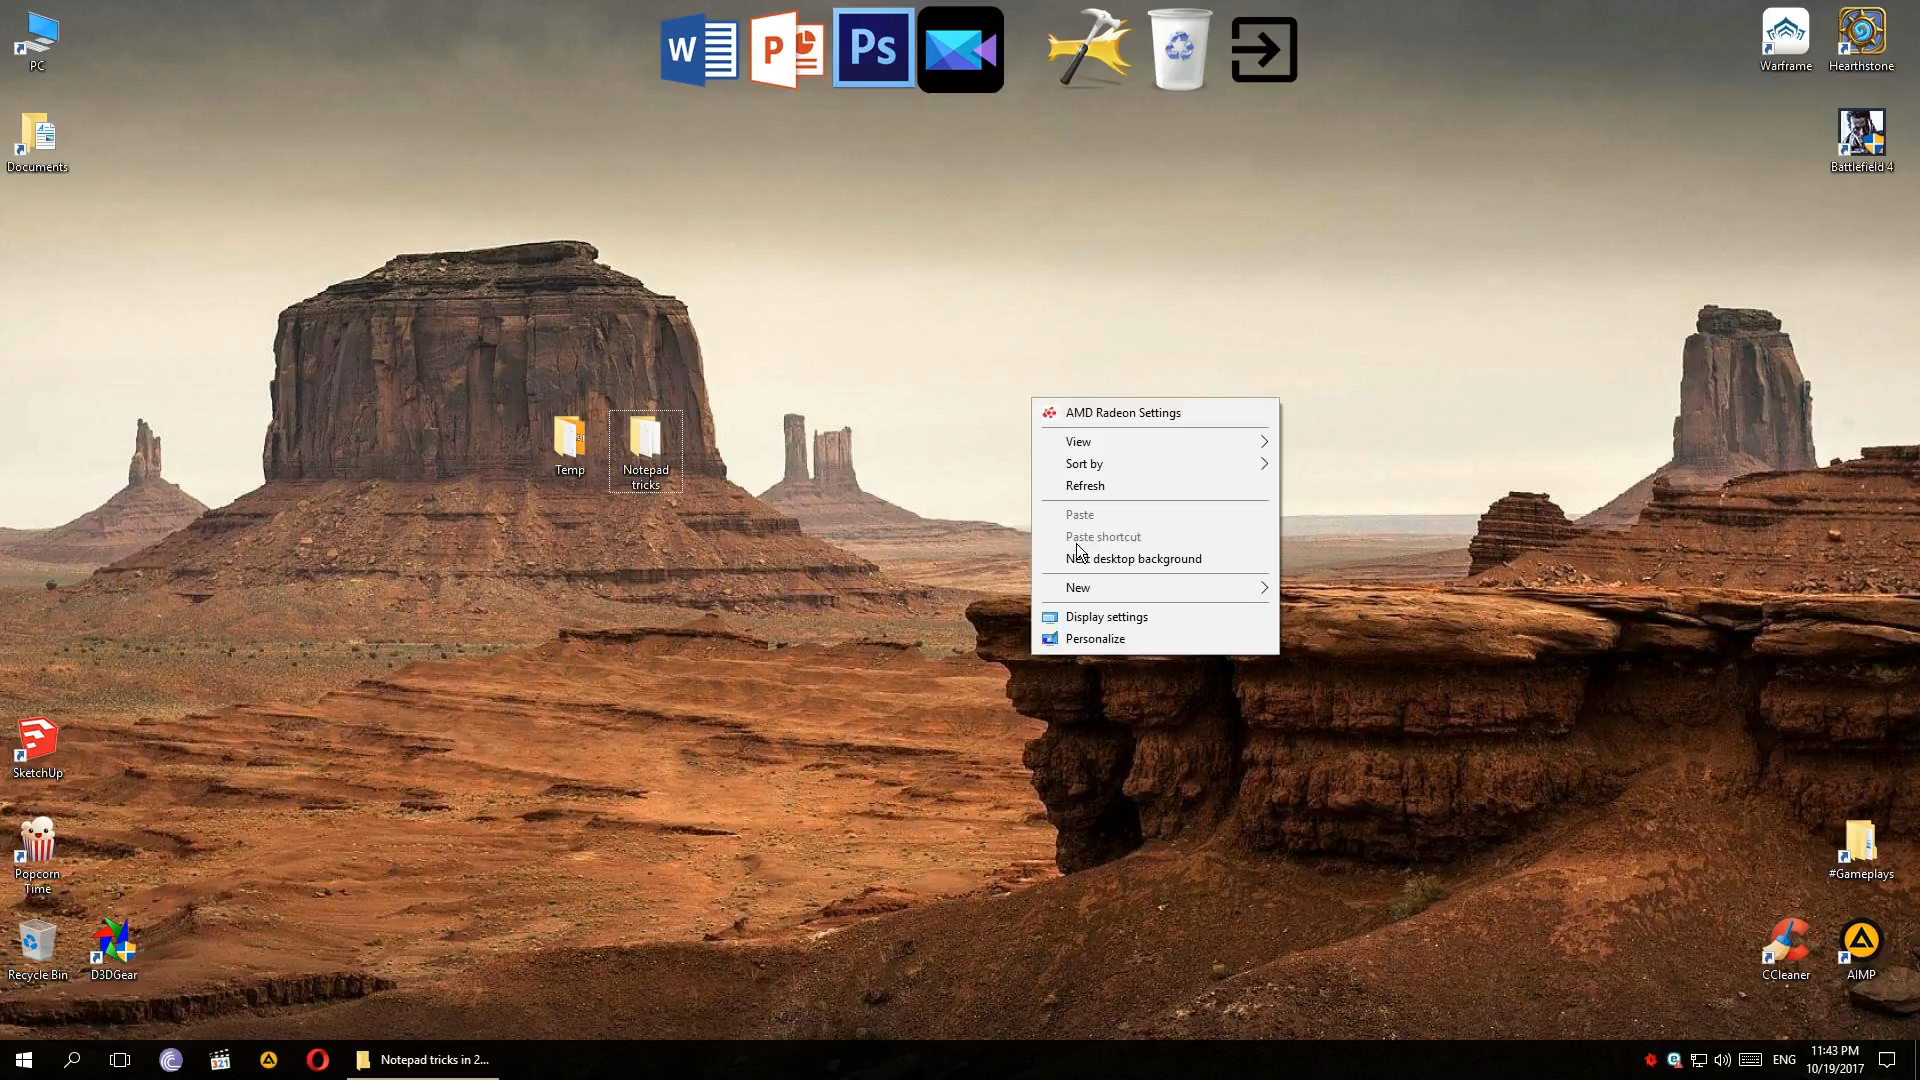 PC
Documents
W
P
Ps
Warframe
Hearthstone
Battlefield 4
Temp
Notepad
tricks
AMD Radeon Settings
View
Sort by
Refresh
Paste
Paste shortcut
Next desktop background
New
Display settings
Personalize
SketchUp
Popcorn
Time
Recycle Bin
D3DGear
#Gameplays
CCleaner
AIMP
321
Notepad tricks in 2...
ENG
11:43 PM
10/19/2017